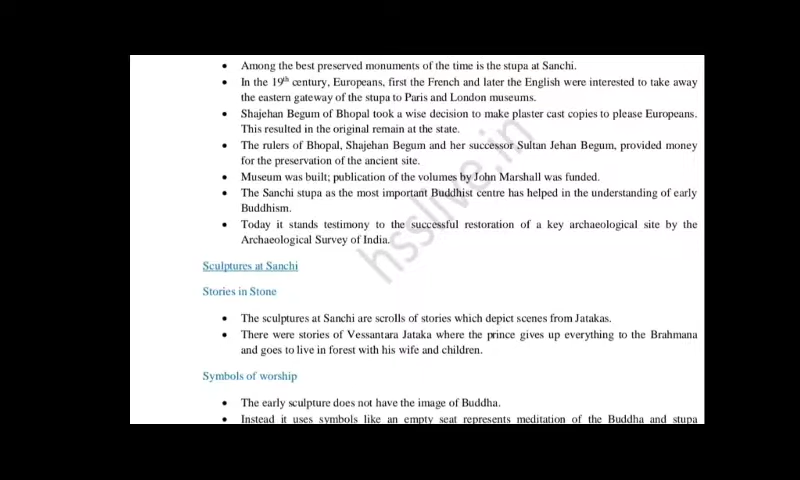 • Among the best preserved monuments of the time is the stupa at Sanchi.
• In the 19th century, Europeans, first the French and later the English were interested to take away
the eastern gateway of the stupa to Paris and London museums.
• Shajehan Begum of Bhopal took a wise decision to make plaster cast copies to please Europeans.
This resulted in the original remain at the state.
• The rulers of Bhopal, Shajehan Begum and her successor Sultan Jehan Begum, provided money
for the preservation of the ancient site.
• Museum was built; publication of the volumes by John Marshall was funded.
• The Sanchi stupa as the most important Buddhist centre has helped in the understanding of early
Buddhism.
• Today it stands testimony to the successful restoration of a key archaeological site by the
Archaeological Survey of India.
hsslive.in
Sculptures at Sanchi
Stories in Stone
• The sculptures at Sanchi are scrolls of stories which depict scenes from Jatakas.
• There were stories of Vessantara Jataka where the prince gives up everything to the Brahmana
and goes to live in forest with his wife and children.
Symbols of worship
• The early sculpture does not have the image of Buddha.
• Instead it uses symbols like an empty seat represents meditation of the Buddha and stupa